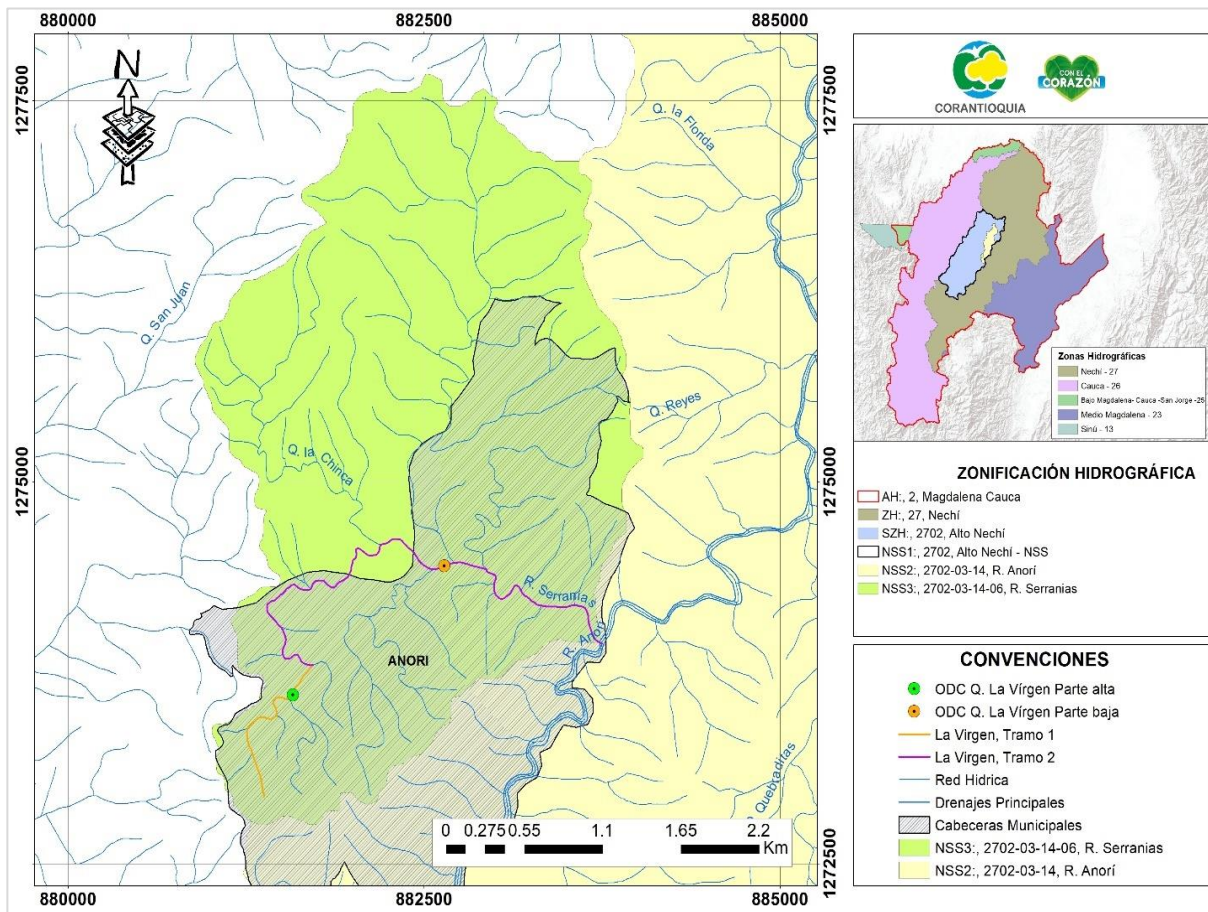 880000
882500
885000
1277500
1275000
1272500
1277500
1275000
1272500
880000
882500
885000
N
Q. la Florida
Q. San Juan
Q. Reyes
Q. la Chinca
R. Serranias
R. Anorí
ANORI
Quebraditas
0 0.275 0.55 1.1 1.65 2.2
Km
CORANTIOQUIA
CON EL
CORAZÓN
Zonas Hidrográficas
Nechí - 27
Cauca - 26
Bajo Magdalena- Cauca -San Jorge -25
Medio Magdalena - 23
Sinú - 13
ZONIFICACIÓN HIDROGRÁFICA
AH:, 2, Magdalena Cauca
ZH:, 27, Nechí
SZH:, 2702, Alto Nechí
NSS1:, 2702, Alto Nechí - NSS
NSS2:, 2702-03-14, R. Anorí
NSS3:, 2702-03-14-06, R. Serranias
CONVENCIONES
ODC Q. La Vírgen Parte alta
ODC Q. La Vírgen Parte baja
La Virgen, Tramo 1
La Virgen, Tramo 2
Red Hidrica
Drenajes Principales
Cabeceras Municipales
NSS3:, 2702-03-14-06, R. Serranias
NSS2:, 2702-03-14, R. Anorí